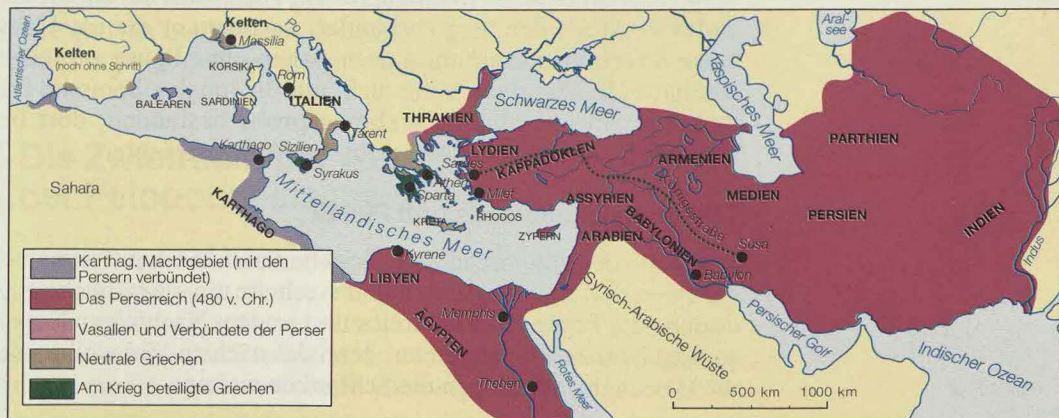 Atlantischer Ozean
Kelten
(noch ohne Schrift)
Kelten
Massilia
Po
KORSIKA
Rom
ITALIEN
BALEAREN
SARDINIEN
Tarent
Karthago
Sizilien
Syrakus
Sahara
KARTHAGO
Mittelländisches Meer
THRAKIEN
Schwarzes Meer
LYDIEN
Sardes
KAPPADOKIEN
Athen
Sparta
Milet
RHODOS
KRETA
ZYPERN
Kyrene
LIBYEN
ÄGYPTEN
Memphis
Theben
Rotes Meer
ASSYRIEN
ARABIEN
BABYLONIEN
Babylon
Syrisch-Arabische Wüste
ARMENIEN
MEDIEN
Königsstraße
Susa
Kaspisches Meer
Aral-
see
PARTHIEN
PERSIEN
INDIEN
Indus
Persischer Golf
Indischer Ozean
Karthag. Machtgebiet (mit den
Persern verbündet)
Das Perserreich (480 v. Chr.)
Vasallen und Verbündete der Perser
Neutrale Griechen
Am Krieg beteiligte Griechen
0 500 1000 km